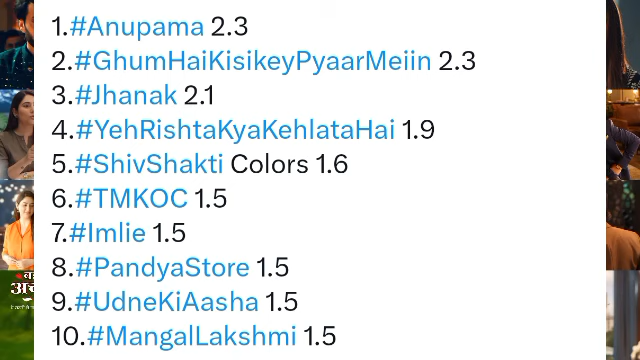 1.#Anupama 2.3
2.#GhumHaiKisikeyPyaarMeiin 2.3
3.#Jhanak 2.1
4.#YehRishtaKyaKehlataHai 1.9
5.#ShivShakti Colors 1.6
6.#TMKOC 1.5
7.#Imlie 1.5
8.#PandyaStore 1.5
9.#UdneKiAasha 1.5
10.#MangalLakshmi 1.5